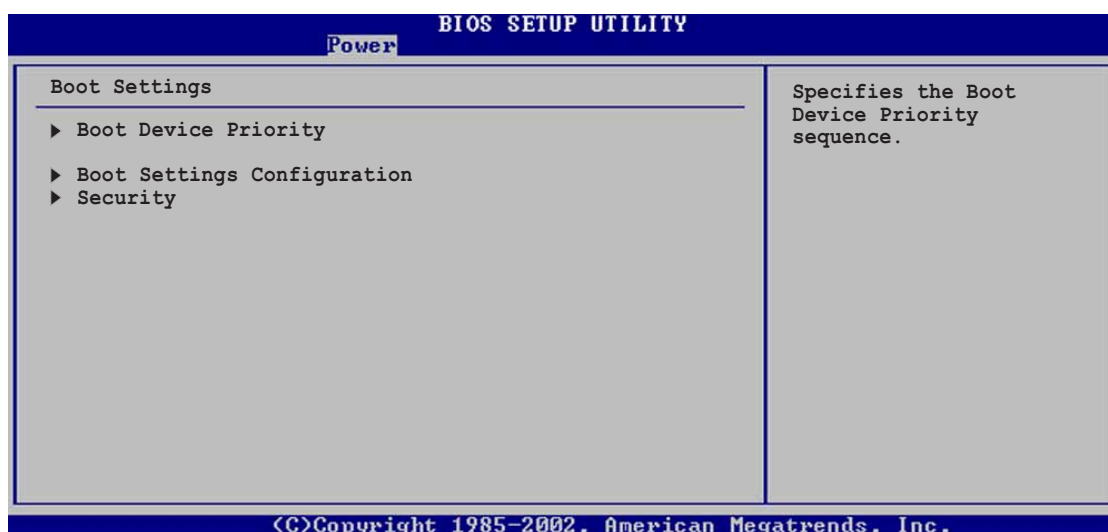 BIOS SETUP UTILITY
Power
Boot Settings
Boot Device Priority
Boot Settings Configuration
Security
Specifies the Boot
Device Priority
sequence.
(C)Copyright 1985-2002, American Megatrends, Inc.